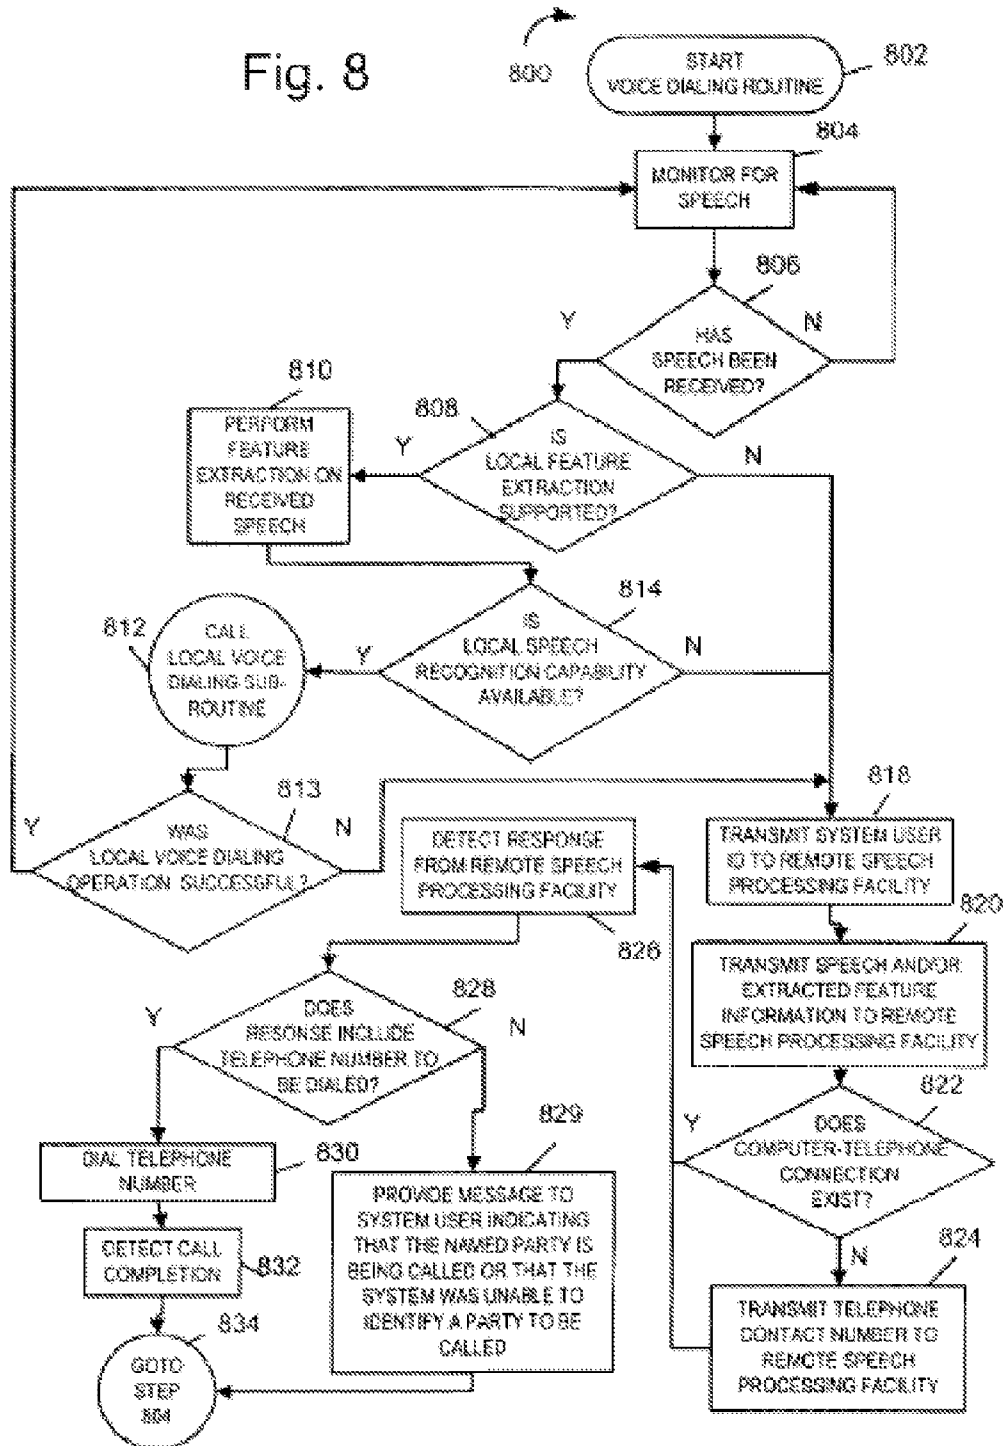 Fig. 8
800
START
VOICE DIALING ROUTINE
802
804
MONITOR FOR
SPEECH
806
Y
N
HAS
SPEECH BEEN
RECEIVED?
810
PERFORM
FEATURE
EXTRACTION ON
RECEIVED
SPEECH
808
Y
N
IS
LOCAL FEATURE
EXTRACTION
SUPPORTED?
814
IS
LOCAL SPEECH
RECOGNITION CAPABILITY
AVAILABLE?
Y
N
812
CALL
LOCAL VOICE
DIALING SUB-
ROUTINE
813
Y
N
WAS
LOCAL VOICE DIALING
OPERATION SUCCESSFUL?
818
TRANSMIT SYSTEM USER
ID TO REMOTE SPEECH
PROCESSING FACILITY
DETECT RESPONSE
FROM REMOTE SPEECH
PROCESSING FACILITY
826
820
TRANSMIT SPEECH AND/OR
EXTRACTED FEATURE
INFORMATION TO REMOTE
SPEECH PROCESSING FACILITY
828
Y
N
DOES
RESONSE INCLUDE
TELEPHONE NUMBER TO
BE DIALED?
822
Y
DOES
COMPUTER-TELEPHONE
CONNECTION
EXIST?
N
829
PROVIDE MESSAGE TO
SYSTEM USER INDICATING
THAT THE NAMED PARTY IS
BEING CALLED OR THAT THE
SYSTEM WAS UNABLE TO
IDENTIFY A PARTY TO BE
CALLED
DIAL TELEPHONE
NUMBER
830
DETECT CALL
COMPLETION
832
834
GOTO
STEP
804
824
TRANSMIT TELEPHONE
CONTACT NUMBER TO
REMOTE SPEECH
PROCESSING FACILITY